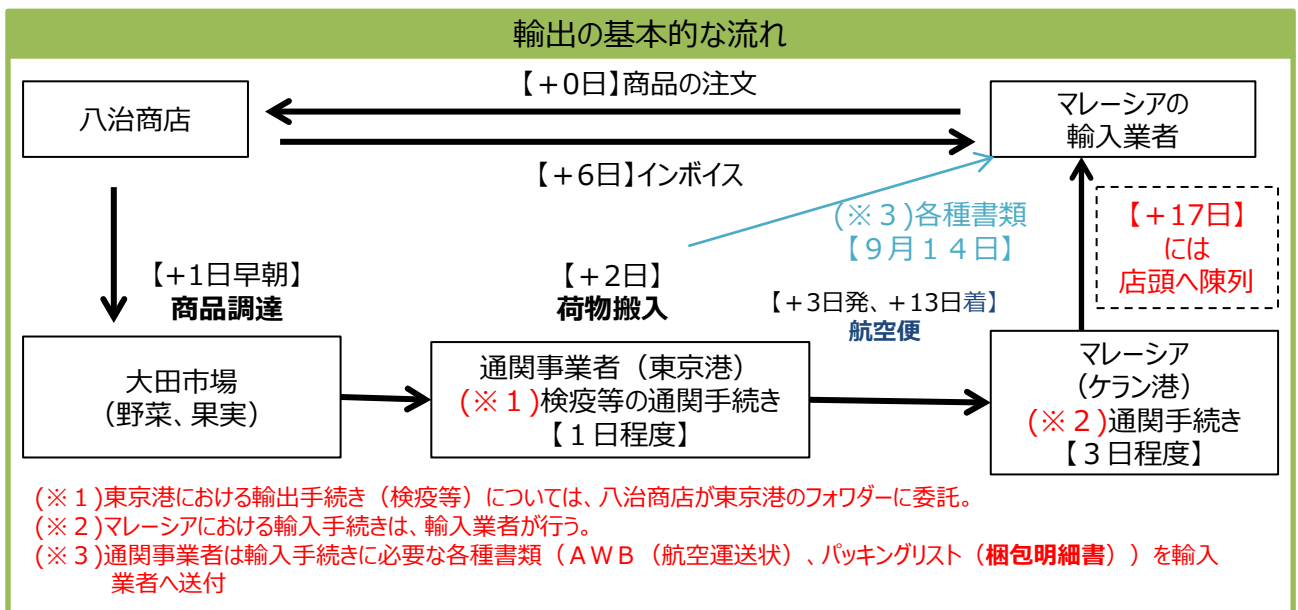 輸出の基本的な流れ
八治商店
【+0日】商品の注文
【+6日】インボイス
マレーシアの
輸入業者
(※3)各種書類
【9月14日】
【+17日】
には
店頭へ陳列
【+1日早朝】
商品調達
【+2日】
荷物搬入
【+3日発、+13日着】
航空便
大田市場
(野菜、果実)
通関事業者(東京港)
(※1)検疫等の通関手続き
【1日程度】
マレーシア
(ケラン港)
(※2)通関手続き
【3日程度】
(※1)東京港における輸出手続き(検疫等)については、八治商店が東京港のフォワダーに委託。
(※2)マレーシアにおける輸入手続きは、輸入業者が行う。
(※3)通関事業者は輸入手続きに必要な各種書類(AWB(航空運送状)、パッキングリスト(梱包明細書))を輸入
業者へ送付